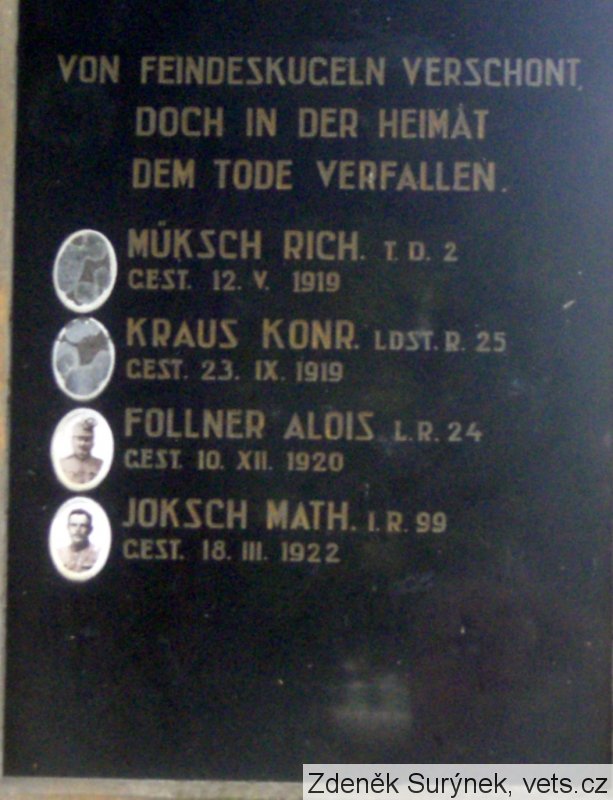 VON FEINDESKUGELN VERSCHONT,
DOCH IN DER HEIMAT
DEM TODE VERFALLEN.
MÜKSCH RICH. T. D. 2
GEST. 12. V. 1919
KRAUS KONR. LDST. R. 25
GEST. 23. IX. 1919
FOLLNER ALOIS L. R. 24
GEST. 10. XII. 1920
JOKSCH MATH. I. R. 99
GEST. 18. III. 1922
Zdeněk Surýnek, vets.cz